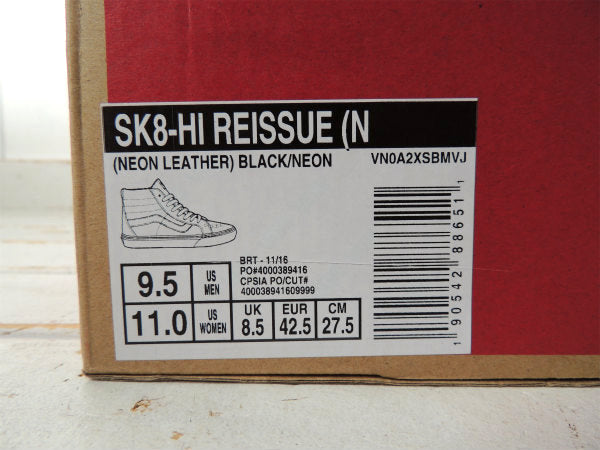 SK8-HI REISSUE (N
(NEON LEATHER) BLACK/NEON VN0A2XSBMVJ
BRT - 11/16
PO#4000389416
CPSIA PO/CUT#
400038941609999
9.5 US MEN
11.0 US WOMEN UK 8.5 EUR 42.5 CM 27.5
1 90542 88651 1